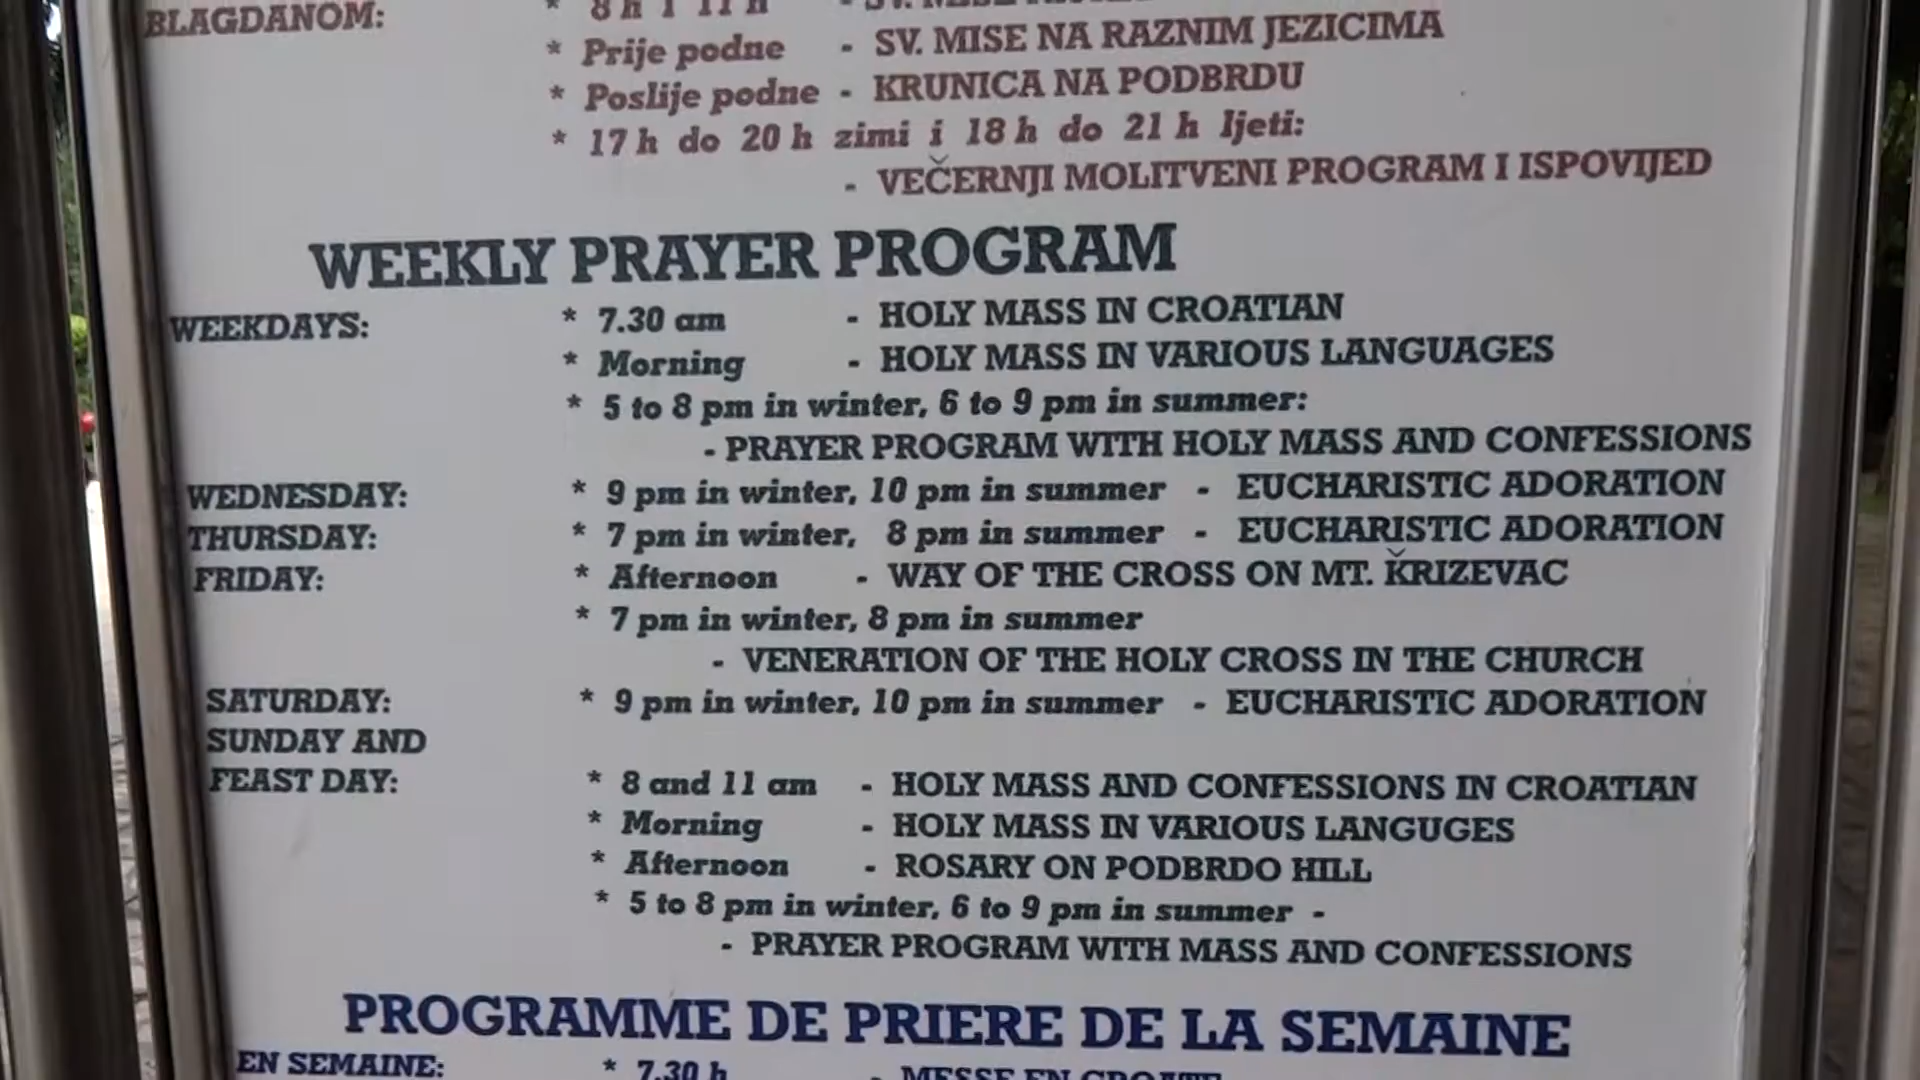 BLAGDANOM: * 8 h i 11 h
* Prije podne - SV. MISE NA RAZNIM JEZICIMA
* Poslije podne - KRUNICA NA PODBRDU
* 17 h do 20 h zimi i 18 h do 21 h ljeti:
- VEČERNJI MOLITVENI PROGRAM I ISPOVIJED
WEEKLY PRAYER PROGRAM
WEEKDAYS: * 7.30 am - HOLY MASS IN CROATIAN
* Morning - HOLY MASS IN VARIOUS LANGUAGES
* 5 to 8 pm in winter, 6 to 9 pm in summer:
- PRAYER PROGRAM WITH HOLY MASS AND CONFESSIONS
WEDNESDAY: * 9 pm in winter, 10 pm in summer - EUCHARISTIC ADORATION
THURSDAY: * 7 pm in winter, 8 pm in summer - EUCHARISTIC ADORATION
FRIDAY: * Afternoon - WAY OF THE CROSS ON MT. ǨRIZEVAC
* 7 pm in winter, 8 pm in summer
- VENERATION OF THE HOLY CROSS IN THE CHURCH
SATURDAY: * 9 pm in winter, 10 pm in summer - EUCHARISTIC ADORATION
SUNDAY AND
FEAST DAY: * 8 and 11 am - HOLY MASS AND CONFESSIONS IN CROATIAN
* Morning - HOLY MASS IN VARIOUS LANGUGES
* Afternoon - ROSARY ON PODBRDO HILL
* 5 to 8 pm in winter, 6 to 9 pm in summer -
- PRAYER PROGRAM WITH MASS AND CONFESSIONS
PROGRAMME DE PRIERE DE LA SEMAINE
EN SEMAINE: * 7.30 h - MESSE EN CROATE